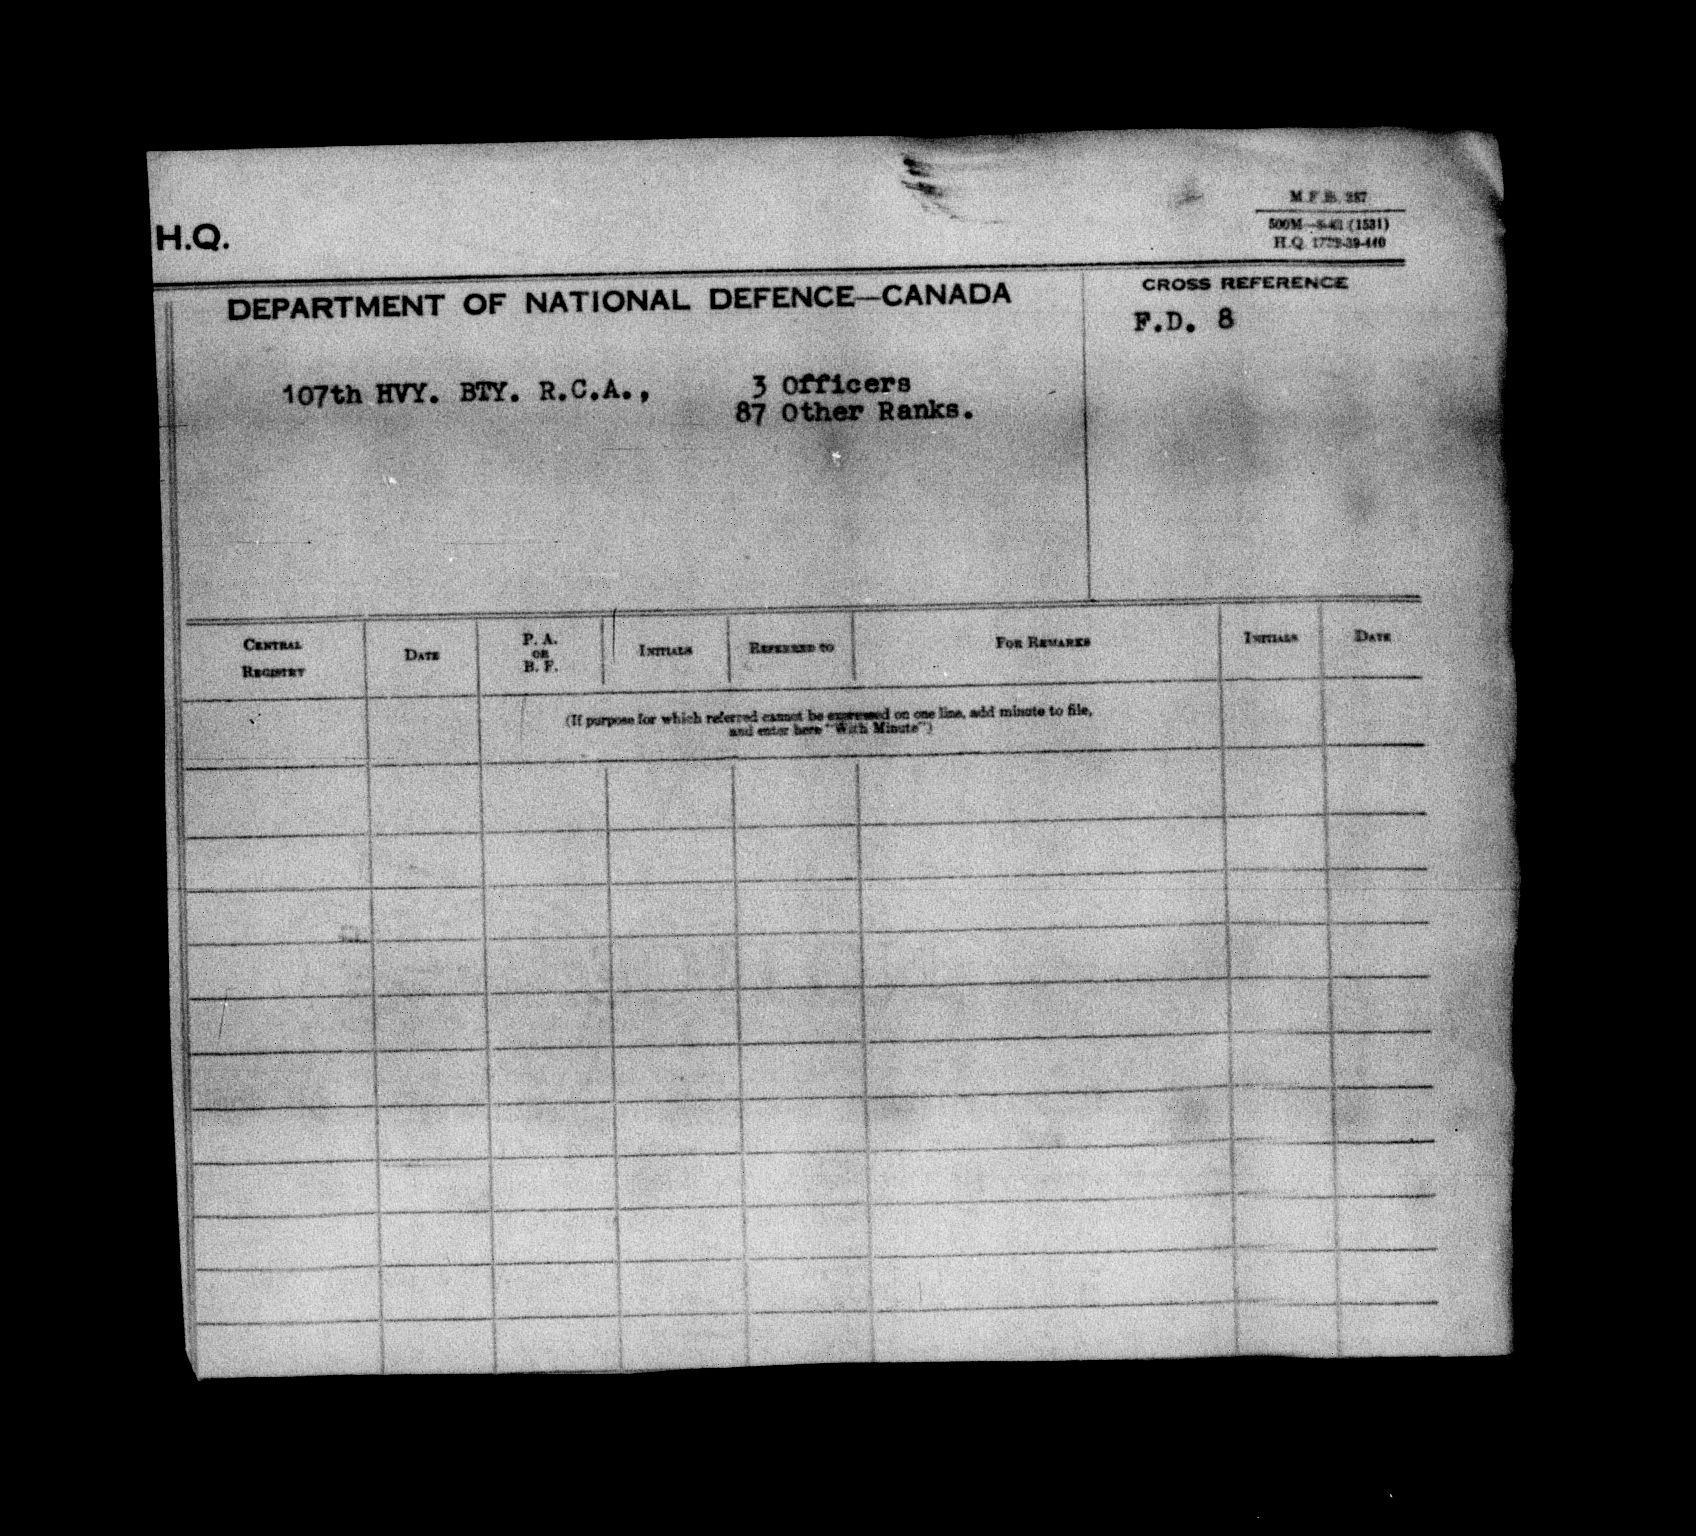 M.F.B. 287
H.Q.
500M—8-41 (1531)
H.Q. 1772-39-440
DEPARTMENT OF NATIONAL DEFENCE—CANADA
CROSS REFERENCE
F.D. 8
107th HVY. BTY. R.C.A., 3 Officers
87 Other Ranks.
CENTRAL REGISTRY
DATE
P. A. OR B. F.
INITIALS
REFERRED TO
FOR REMARKS
INITIALS
DATE
(If purpose for which referred cannot be expressed on one line, add minute to file,
and enter here "With Minute")